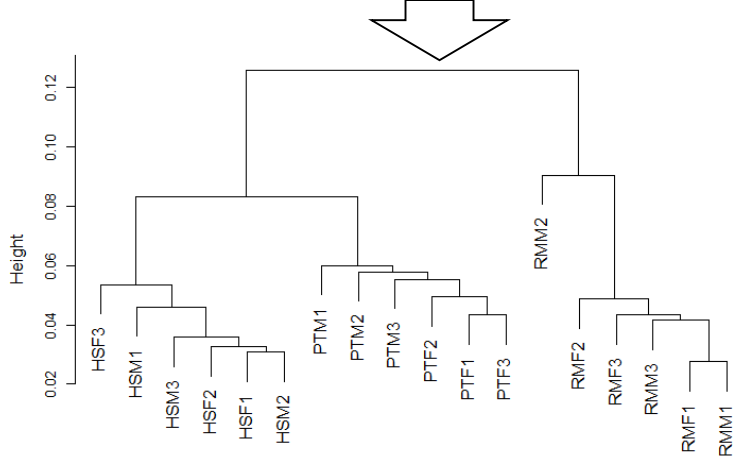 0.12
0.10
0.08
0.06
0.04
0.02
Height
HSF3
HSM1
HSM3
HSF2
HSF1
HSM2
PTM1
PTM2
PTM3
PTF2
PTF1
PTF3
RMM2
RMF2
RMF3
RMM3
RMF1
RMM1